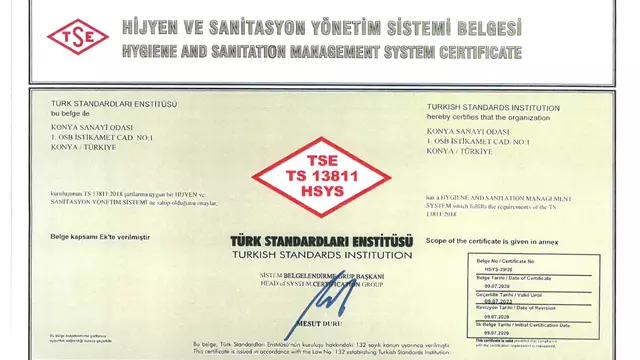 TSE
HİJYEN VE SANİTASYON YÖNETİM SİSTEMİ BELGESİ
HYGIENE AND SANITATION MANAGEMENT SYSTEM CERTIFICATE
TÜRK STANDARDLARI ENSTİTÜSÜ
bu belge ile
KONYA SANAYİ ODASI
1. OSB İSTİKAMET CAD. NO:1
KONYA / TÜRKİYE
TURKISH STANDARDS INSTITUTION
hereby certifies that the organization
KONYA SANAYİ ODASI
1. OSB İSTİKAMET CAD. NO:1
KONYA / TÜRKİYE
TSE
TS 13811
HSYS
kuruluşunun TS 13811:2018 şartlarına uygun bir HİJYEN ve
SANİTASYON YÖNETİM SİSTEMİ'ne sahip olduğunu onaylar.
has a HYGIENE AND SANITATION MANAGEMENT
SYSTEM which fulfills the requirements of the TS
13811:2018
Belge kapsamı Ek'te verilmiştir
TÜRK STANDARDLARI ENSTİTÜSÜ
TURKISH STANDARDS INSTITUTION
Scope of the certificate is given in annex
SİSTEM BELGELENDİRME GRUP BAŞKANI
HEAD of SYSTEM CERTIFICATION GROUP
MESUT DURU
Belge No / Certificate No
HSYS-29/20
Belge Tarihi / Date of Certificate
09.07.2020
Geçerlilik Tarihi / Valid Until
09.07.2023
Revizyon Tarihi / Date of Revision
09.07.2020
İlk Belge Tarihi / Initial Certification Date
09.07.2020
Bu belge, Türk Standardları Enstitüsü'nün kuruluşu hakkındaki 132 sayılı kanun uyarınca verilmiştir.
This certificate is issued in accordance with the Law No. 132 establishing Turkish Standards Institution.